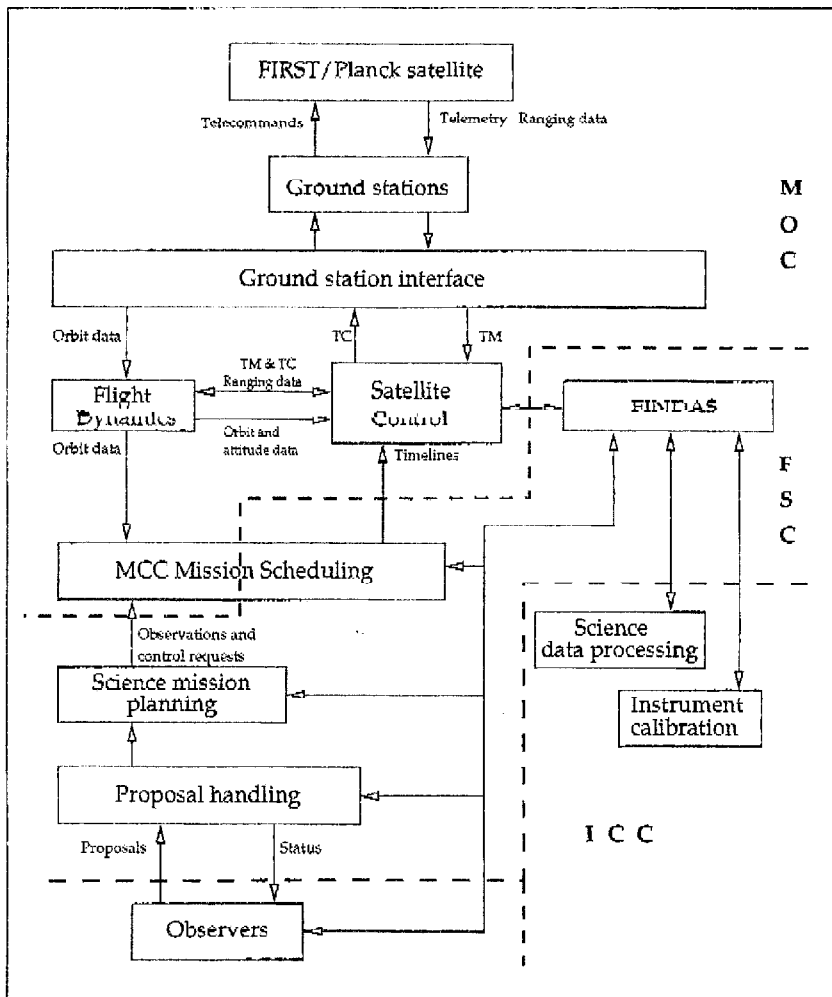 FIRST/Planck satellite
Telecommands
Telemetry Ranging data
Ground stations
M
O
C
Ground station interface
Orbit data
TC
TM
TM & TC
Ranging data
Flight
Dynamics
Satellite
Control
FINDAS
Orbit data
Orbit and
attitude data
Timelines
F
S
C
MCC Mission Scheduling
Observations and
control requests
Science
data processing
Science mission
planning
Instrument
calibration
Proposal handling
I C C
Proposals
Status
Observers